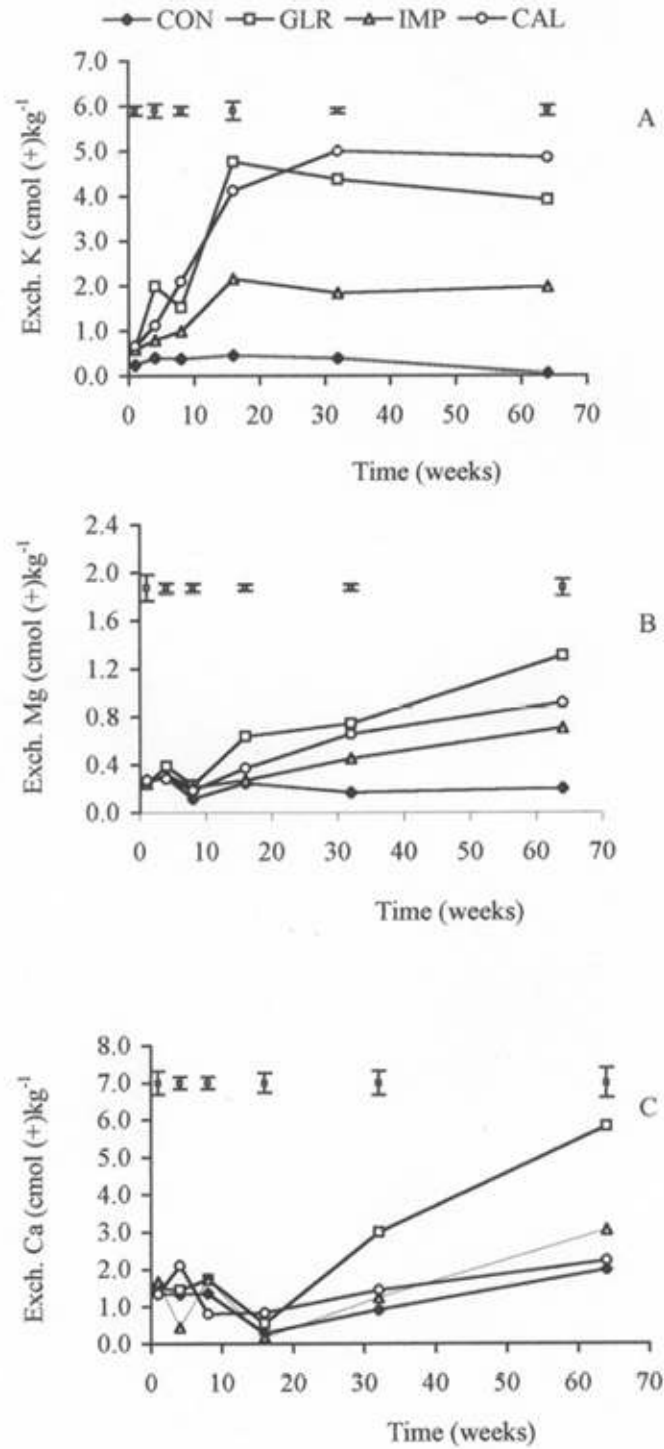 CON GLR IMP CAL
A
Exch. K (cmol (+)kg-1
7.0
6.0
5.0
4.0
3.0
2.0
1.0
0.0
0 10 20 30 40 50 60 70
Time (weeks)
B
Exch. Mg (cmol (+)kg-1
2.4
2.0
1.6
1.2
0.8
0.4
0.0
0 10 20 30 40 50 60 70
Time (weeks)
C
Exch. Ca (cmol (+)kg-1
8.0
7.0
6.0
5.0
4.0
3.0
2.0
1.0
0.0
0 10 20 30 40 50 60 70
Time (weeks)